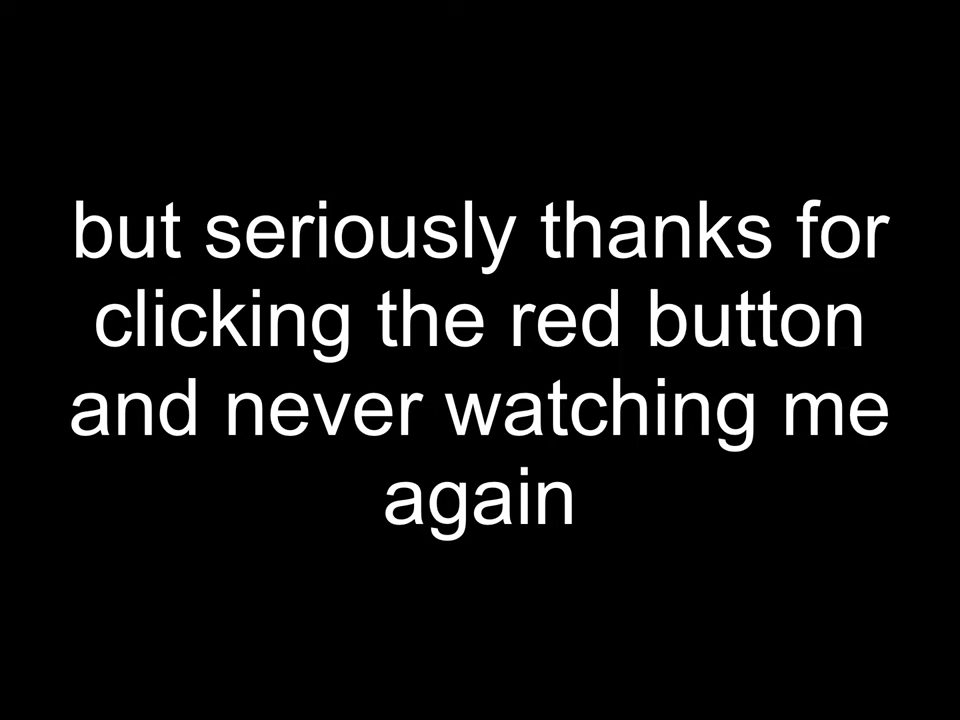 but seriously thanks for
clicking the red button
and never watching me
again